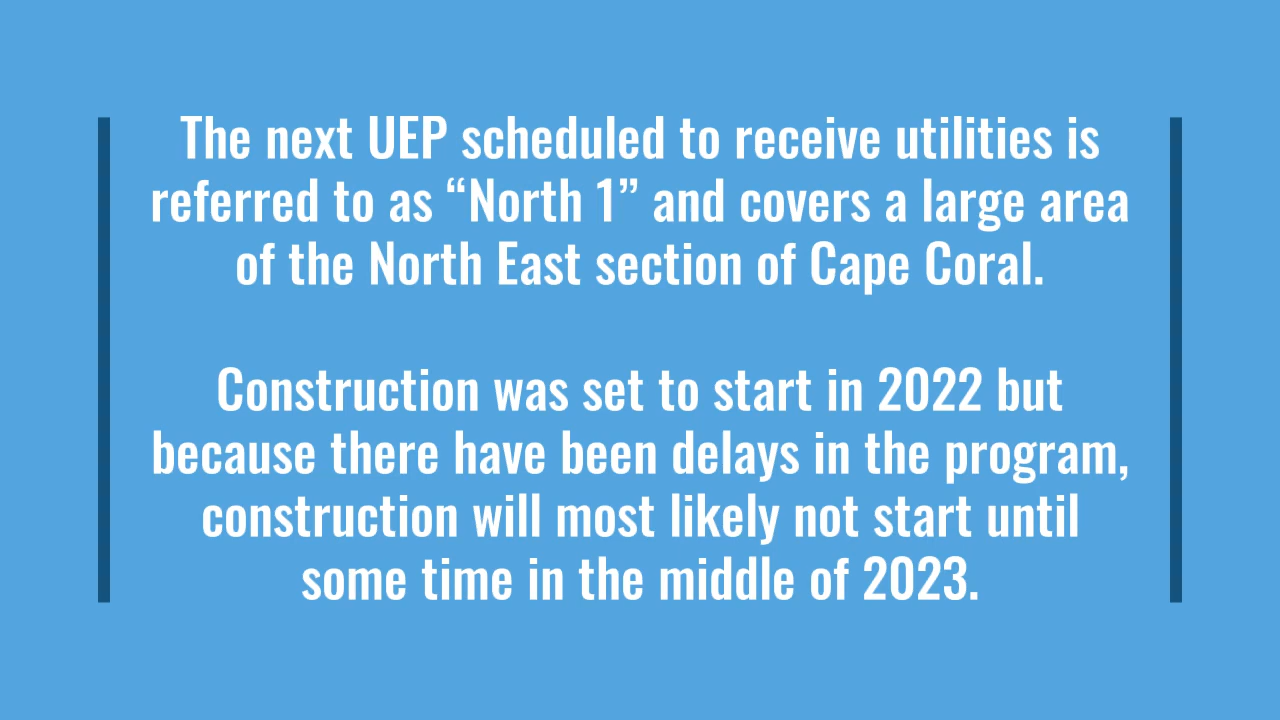 The next UEP scheduled to receive utilities is
referred to as “North 1” and covers a large area
of the North East section of Cape Coral.
Construction was set to start in 2022 but
because there have been delays in the program,
construction will most likely not start until
some time in the middle of 2023.